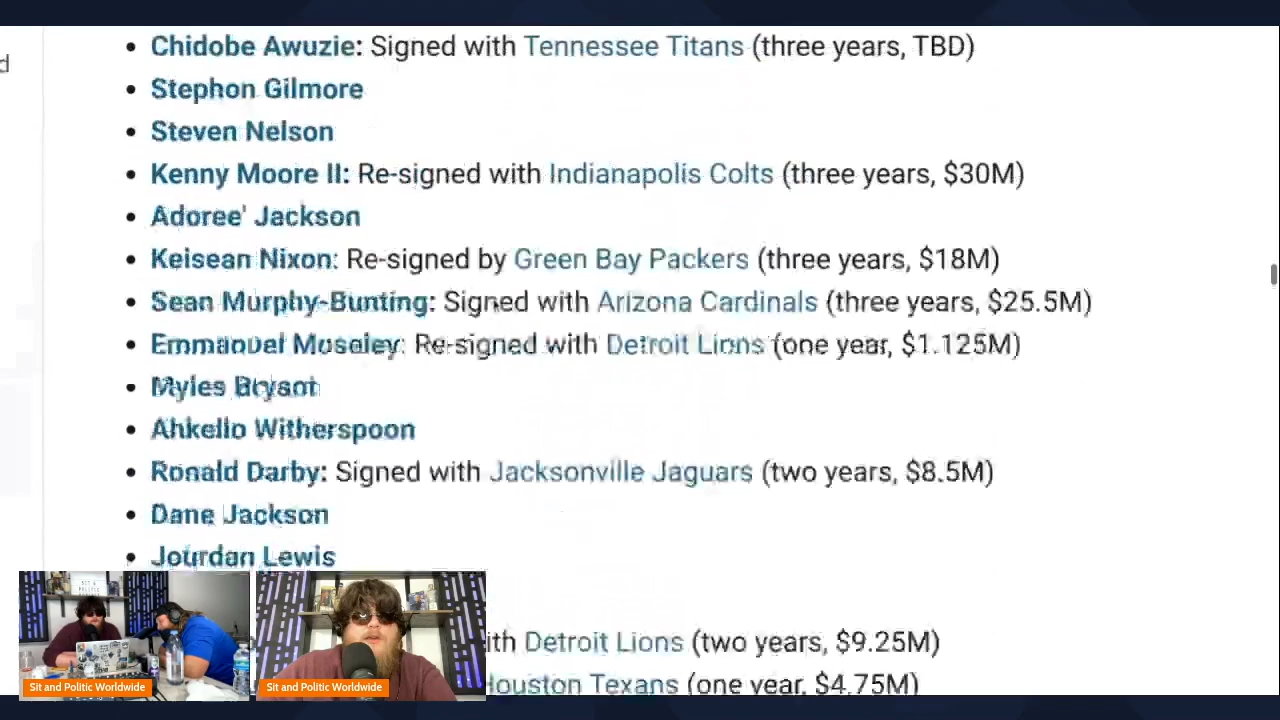 d
Chidobe Awuzie: Signed with Tennessee Titans (three years, TBD)
Stephon Gilmore
Steven Nelson
Kenny Moore II: Re-signed with Indianapolis Colts (three years, $30M)
Adoree' Jackson
Keisean Nixon: Re-signed by Green Bay Packers (three years, $18M)
Sean Murphy-Bunting: Signed with Arizona Cardinals (three years, $25.5M)
Emmanuel Moseley: Re-signed with Detroit Lions (one year, $1.125M)
Myles Bryant
Ahkello Witherspoon
Ronald Darby: Signed with Jacksonville Jaguars (two years, $8.5M)
Dane Jackson
Jourdan Lewis
ith Detroit Lions (two years, $9.25M)
Houston Texans (one year, $4.75M)
Sit and Politic Worldwide
Sit and Politic Worldwide